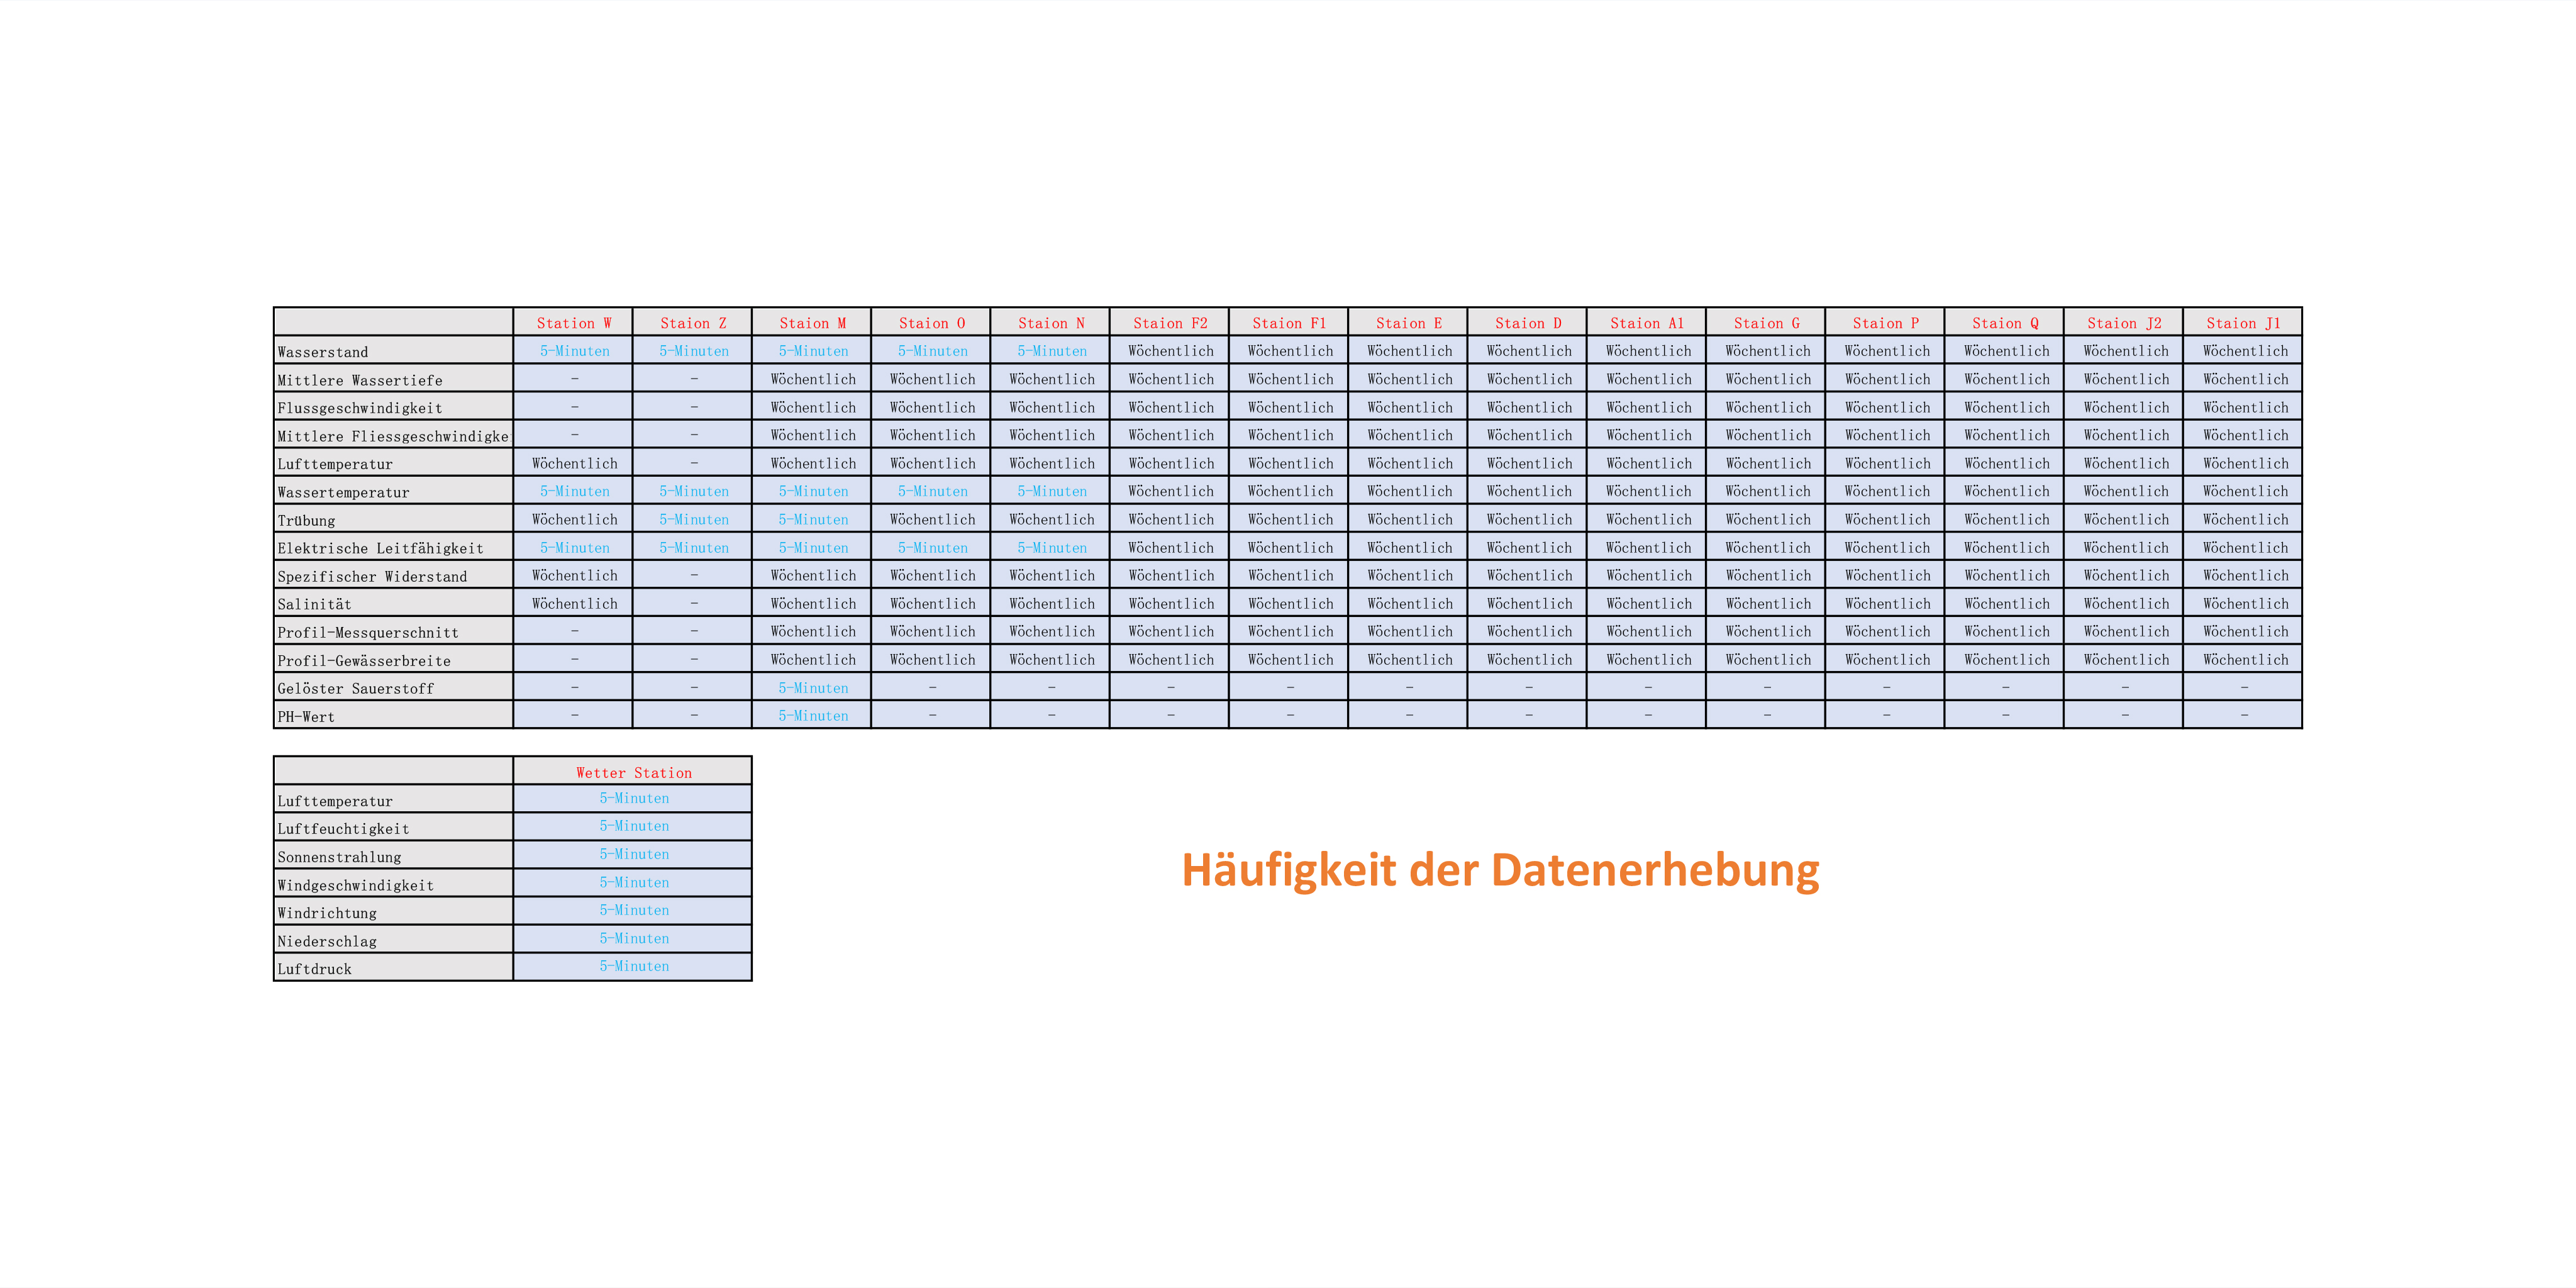 Station W Staion Z Staion M Staion O Staion N Staion F2 Staion F1 Staion E Staion D Staion A1 Staion G Staion P Staion Q Staion J2 Staion J1
Wasserstand 5-Minuten 5-Minuten 5-Minuten 5-Minuten 5-Minuten Wöchentlich Wöchentlich Wöchentlich Wöchentlich Wöchentlich Wöchentlich Wöchentlich Wöchentlich Wöchentlich Wöchentlich
Mittlere Wassertiefe - - Wöchentlich Wöchentlich Wöchentlich Wöchentlich Wöchentlich Wöchentlich Wöchentlich Wöchentlich Wöchentlich Wöchentlich Wöchentlich Wöchentlich Wöchentlich
Flussgeschwindigkeit - - Wöchentlich Wöchentlich Wöchentlich Wöchentlich Wöchentlich Wöchentlich Wöchentlich Wöchentlich Wöchentlich Wöchentlich Wöchentlich Wöchentlich Wöchentlich
Mittlere Fliessgeschwindigke - - Wöchentlich Wöchentlich Wöchentlich Wöchentlich Wöchentlich Wöchentlich Wöchentlich Wöchentlich Wöchentlich Wöchentlich Wöchentlich Wöchentlich Wöchentlich
Lufttemperatur Wöchentlich - Wöchentlich Wöchentlich Wöchentlich Wöchentlich Wöchentlich Wöchentlich Wöchentlich Wöchentlich Wöchentlich Wöchentlich Wöchentlich Wöchentlich Wöchentlich
Wassertemperatur 5-Minuten 5-Minuten 5-Minuten 5-Minuten 5-Minuten Wöchentlich Wöchentlich Wöchentlich Wöchentlich Wöchentlich Wöchentlich Wöchentlich Wöchentlich Wöchentlich Wöchentlich
Trübung Wöchentlich 5-Minuten 5-Minuten Wöchentlich Wöchentlich Wöchentlich Wöchentlich Wöchentlich Wöchentlich Wöchentlich Wöchentlich Wöchentlich Wöchentlich Wöchentlich Wöchentlich
Elektrische Leitfähigkeit 5-Minuten 5-Minuten 5-Minuten 5-Minuten 5-Minuten Wöchentlich Wöchentlich Wöchentlich Wöchentlich Wöchentlich Wöchentlich Wöchentlich Wöchentlich Wöchentlich Wöchentlich
Spezifischer Widerstand Wöchentlich - Wöchentlich Wöchentlich Wöchentlich Wöchentlich Wöchentlich Wöchentlich Wöchentlich Wöchentlich Wöchentlich Wöchentlich Wöchentlich Wöchentlich Wöchentlich
Salinität Wöchentlich - Wöchentlich Wöchentlich Wöchentlich Wöchentlich Wöchentlich Wöchentlich Wöchentlich Wöchentlich Wöchentlich Wöchentlich Wöchentlich Wöchentlich Wöchentlich
Profil-Messquerschnitt - - Wöchentlich Wöchentlich Wöchentlich Wöchentlich Wöchentlich Wöchentlich Wöchentlich Wöchentlich Wöchentlich Wöchentlich Wöchentlich Wöchentlich Wöchentlich
Profil-Gewässerbreite - - Wöchentlich Wöchentlich Wöchentlich Wöchentlich Wöchentlich Wöchentlich Wöchentlich Wöchentlich Wöchentlich Wöchentlich Wöchentlich Wöchentlich Wöchentlich
Gelöster Sauerstoff - - 5-Minuten - - - - - - - - - - - -
PH-Wert - - 5-Minuten - - - - - - - - - - - -
Wetter Station
Lufttemperatur 5-Minuten
Luftfeuchtigkeit 5-Minuten
Sonnenstrahlung 5-Minuten
Windgeschwindigkeit 5-Minuten
Windrichtung 5-Minuten
Niederschlag 5-Minuten
Luftdruck 5-Minuten
Häufigkeit der Datenerhebung